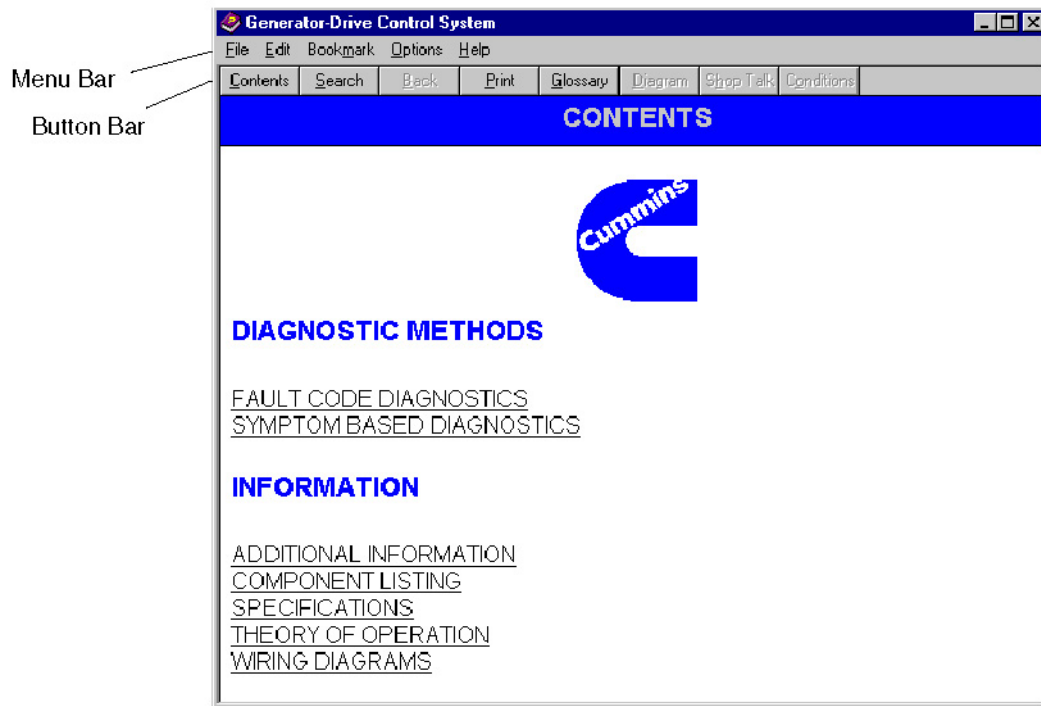 Generator-Drive Control System
File Edit Bookmark Options Help
Menu Bar
Contents Search Back Print Glossary Diagram Shop Talk Conditions
Button Bar
CONTENTS
Cummins
DIAGNOSTIC METHODS
FAULT CODE DIAGNOSTICS
SYMPTOM BASED DIAGNOSTICS
INFORMATION
ADDITIONAL INFORMATION
COMPONENT LISTING
SPECIFICATIONS
THEORY OF OPERATION
WIRING DIAGRAMS